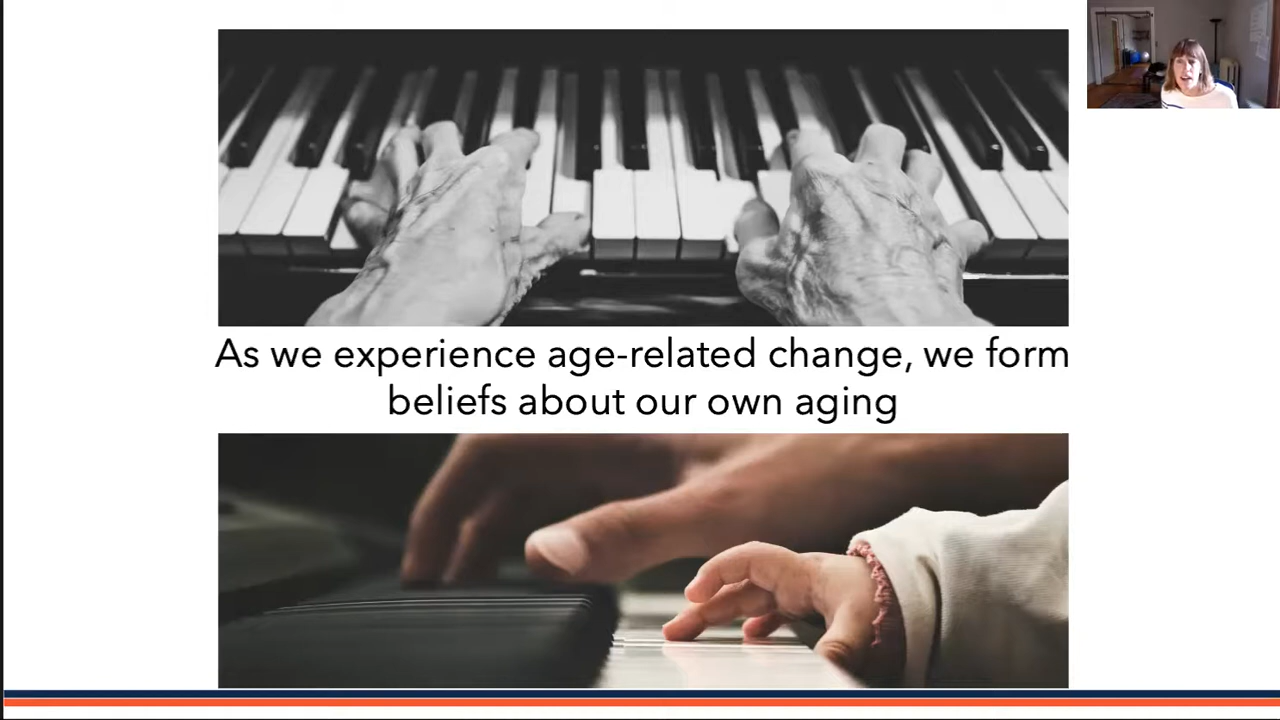 As we experience age-related change, we form
beliefs about our own aging